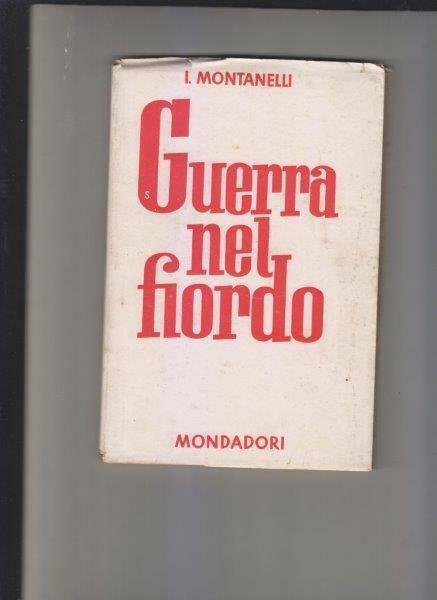 I. MONTANELLI
Guerra
S
nel
fiordo
MONDADORI